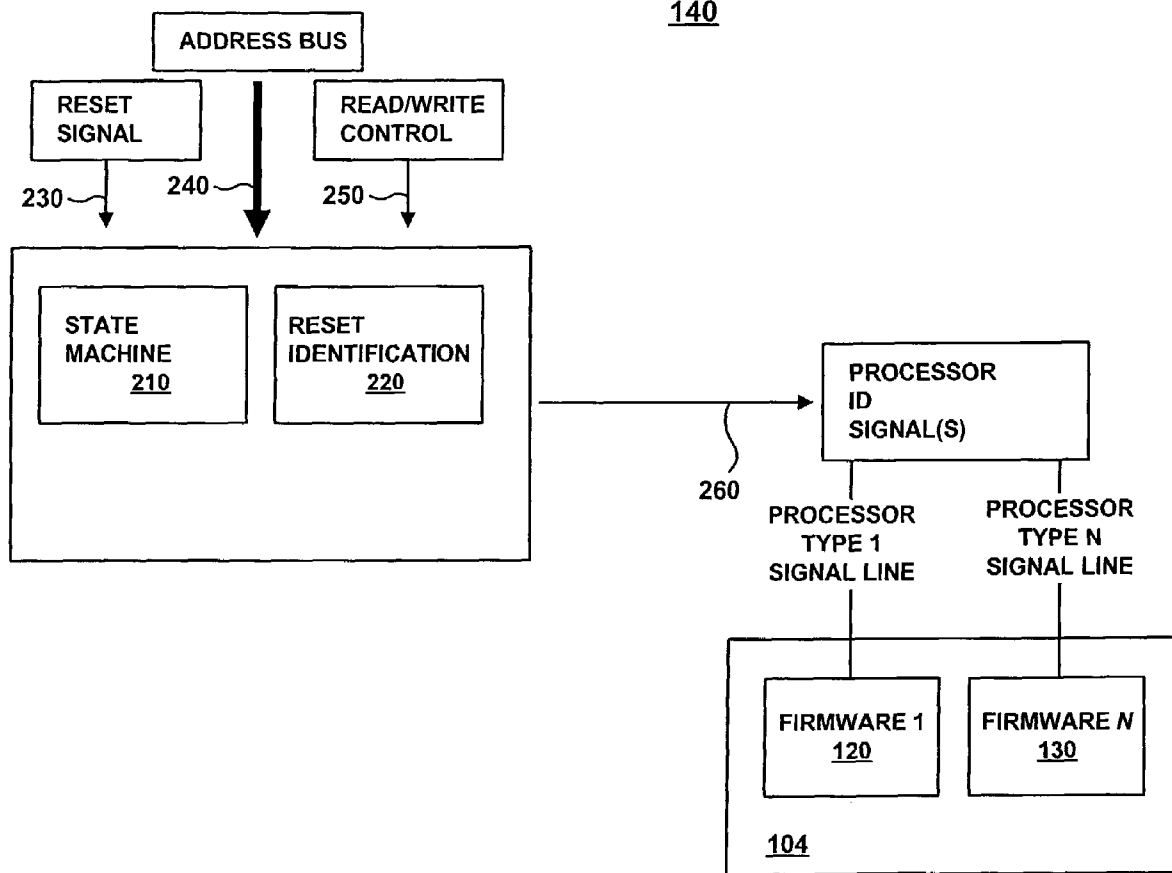 140
ADDRESS BUS
RESET
SIGNAL
READ/WRITE
CONTROL
230
240
250
STATE
MACHINE
210
RESET
IDENTIFICATION
220
PROCESSOR
ID
SIGNAL(S)
260
PROCESSOR
TYPE 1
SIGNAL LINE
PROCESSOR
TYPE N
SIGNAL LINE
FIRMWARE 1
120
FIRMWARE N
130
104